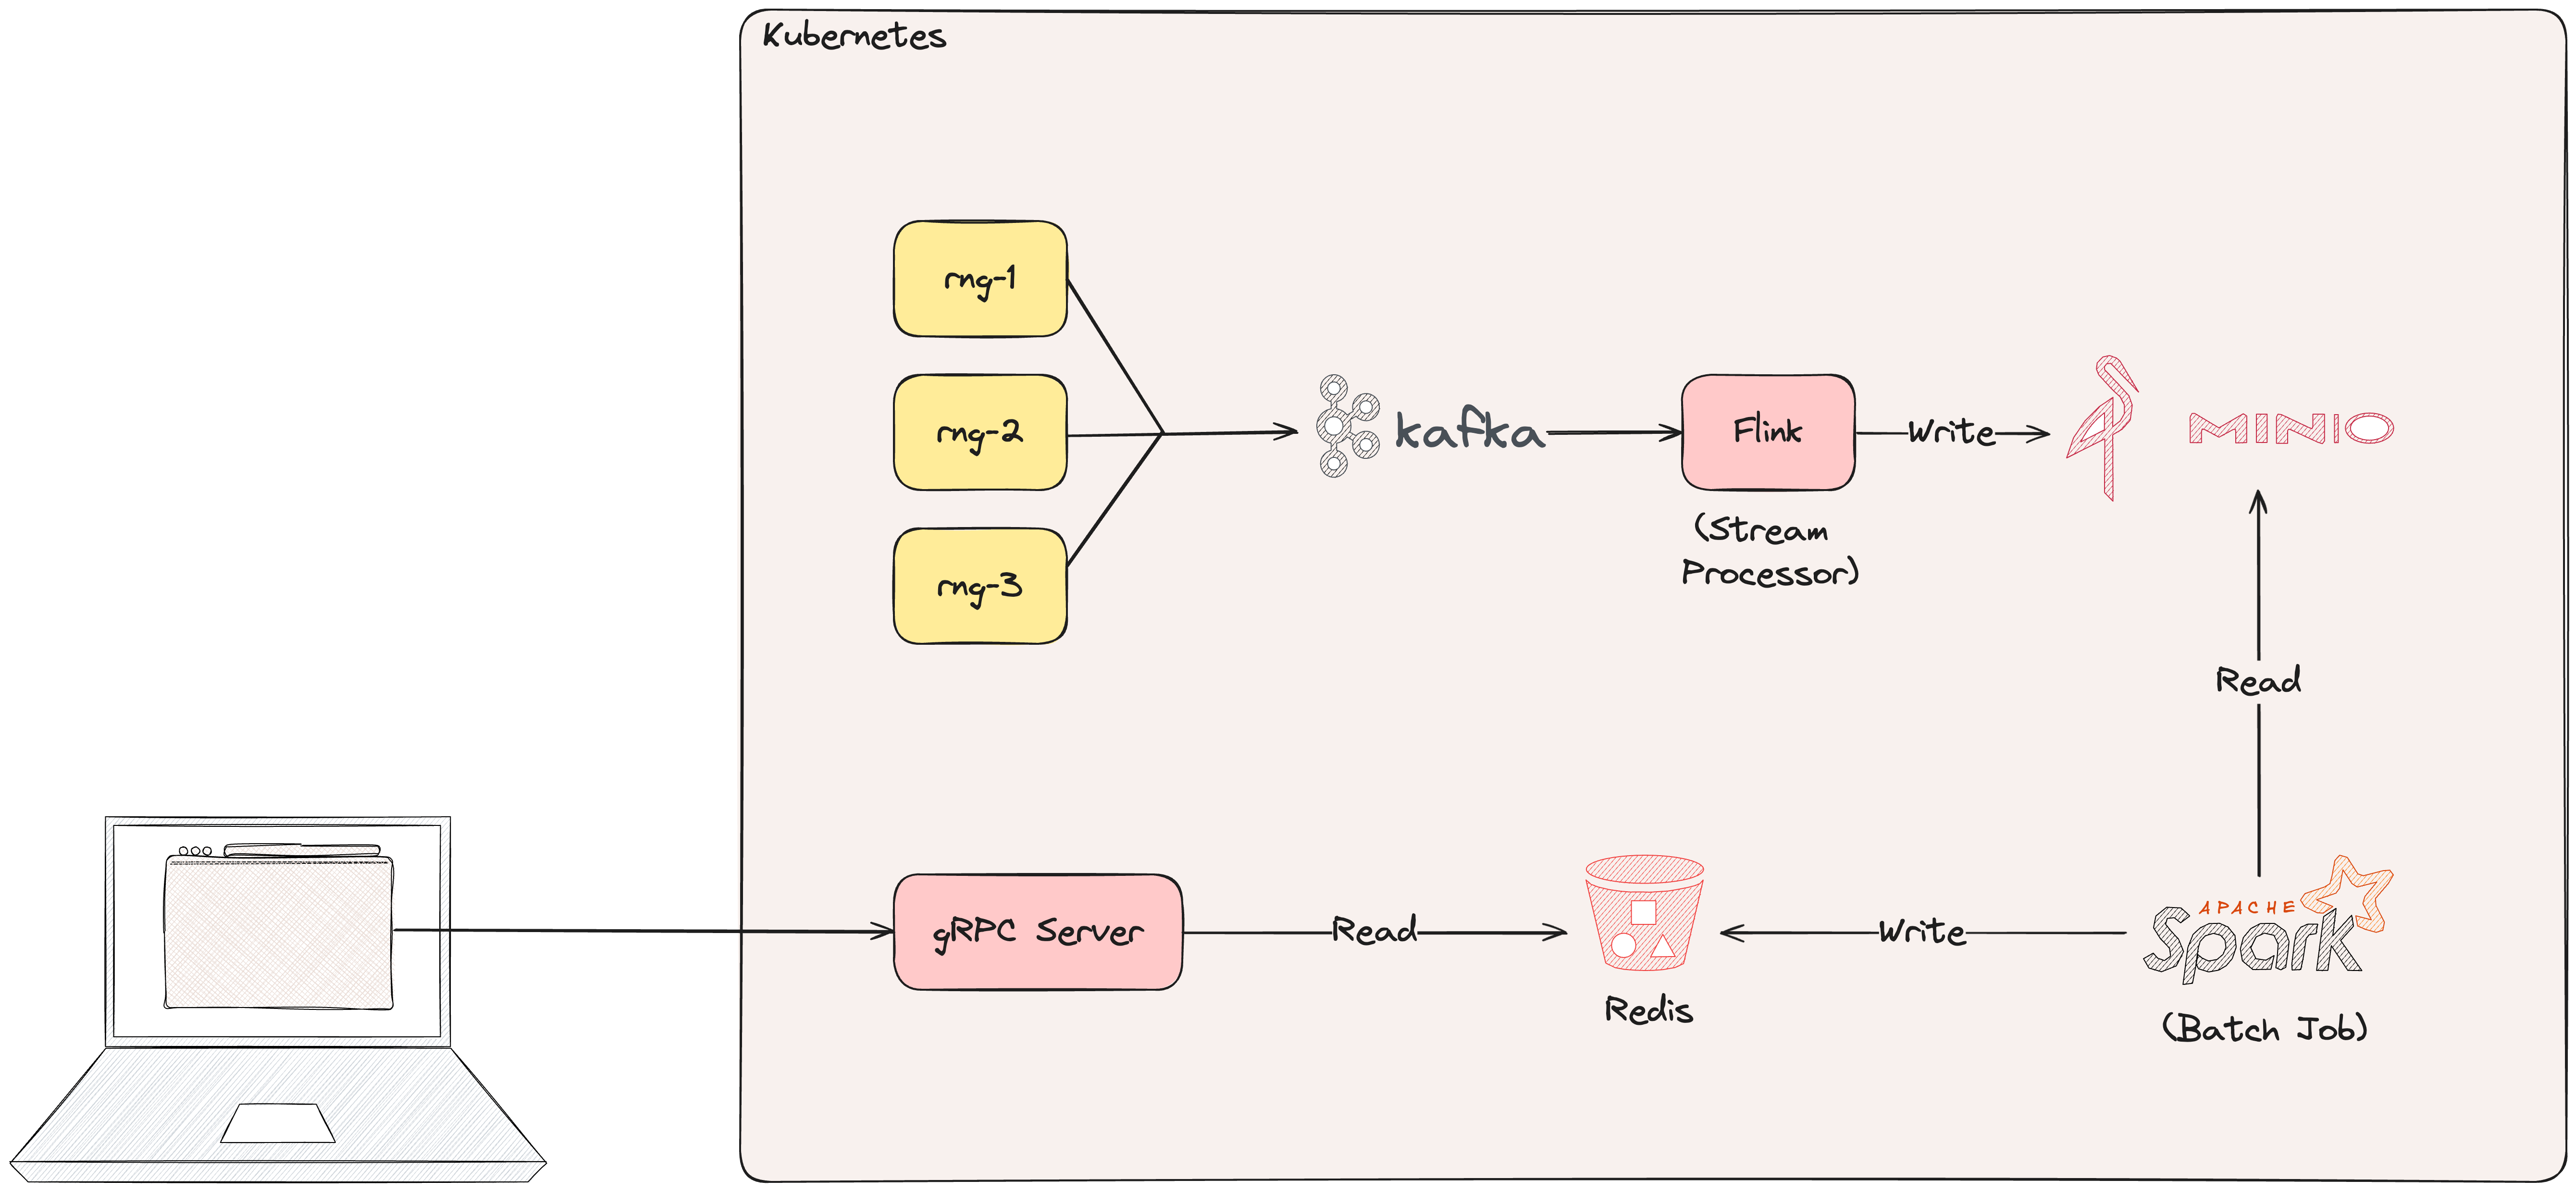 Kubernetes
rng-1
rng-2
rng-3
kafka
Flink
(Stream
Processor)
Write
MINIO
Read
gRPC Server
Read
Redis
Write
APACHE
Spark
(Batch Job)